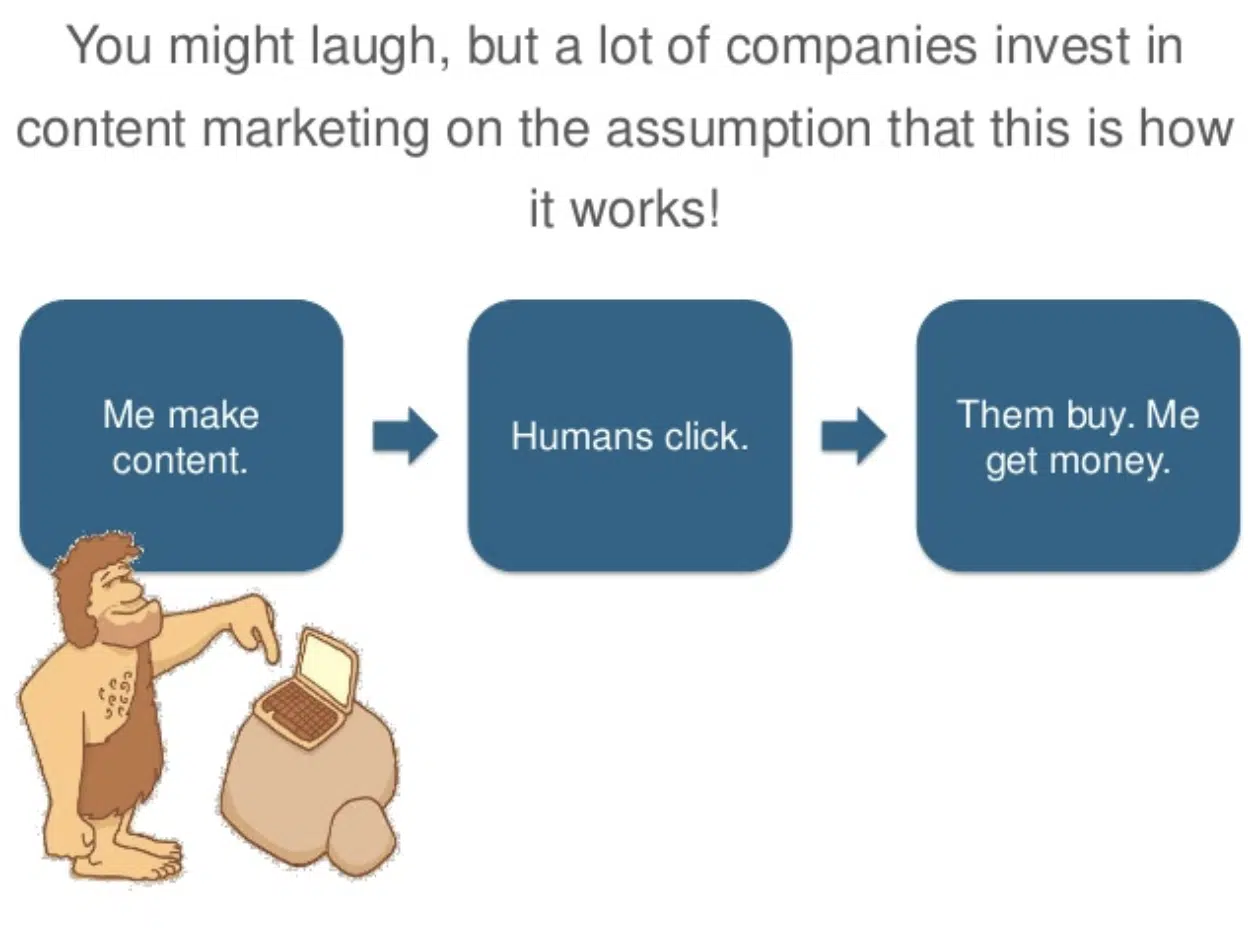 You might laugh, but a lot of companies invest in
content marketing on the assumption that this is how
it works!
Me make
content.
Humans click.
Them buy. Me
get money.